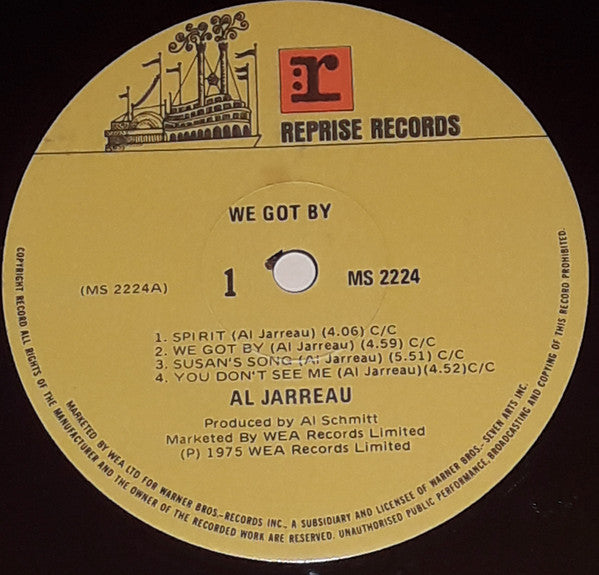 r
REPRISE RECORDS
WE GOT BY
(MS 2224A)
1
MS 2224
1. SPIRIT (Al Jarreau) (4.06) C/C
2. WE GOT BY (Al Jarreau) (4.59) C/C
3. SUSAN'S SONG (Al Jarreau) (5.51) C/C
4. YOU DON'T SEE ME (Al Jarreau)(4.52)C/C
AL JARREAU
Produced by Al Schmitt
Marketed By WEA Records Limited
(P) 1975 WEA Records Limited
COPYRIGHT RECORD ALL RIGHTS OF THE MANUFACTURER AND THE OWNER OF THE RECORDED WORK ARE RESERVED. UNAUTHORISED PUBLIC PERFORMANCE, BROADCASTING AND COPYING OF THIS RECORD PROHIBITED.
MARKETED BY WEA LTD FOR WARNER BROS.-RECORDS INC., A SUBSIDIARY AND LICENSEE OF WARNER BROS.-SEVEN ARTS INC.